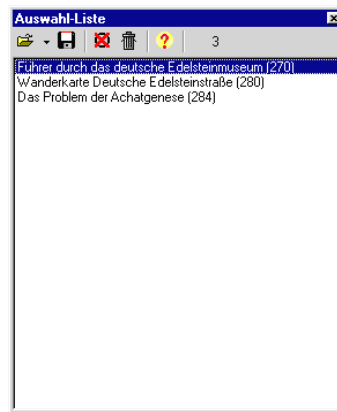 Auswahl-Liste
? 3
Führer durch das deutsche Edelsteinmuseum (270)
Wanderkarte Deutsche Edelsteinstraße (280)
Das Problem der Achatgenese (284)